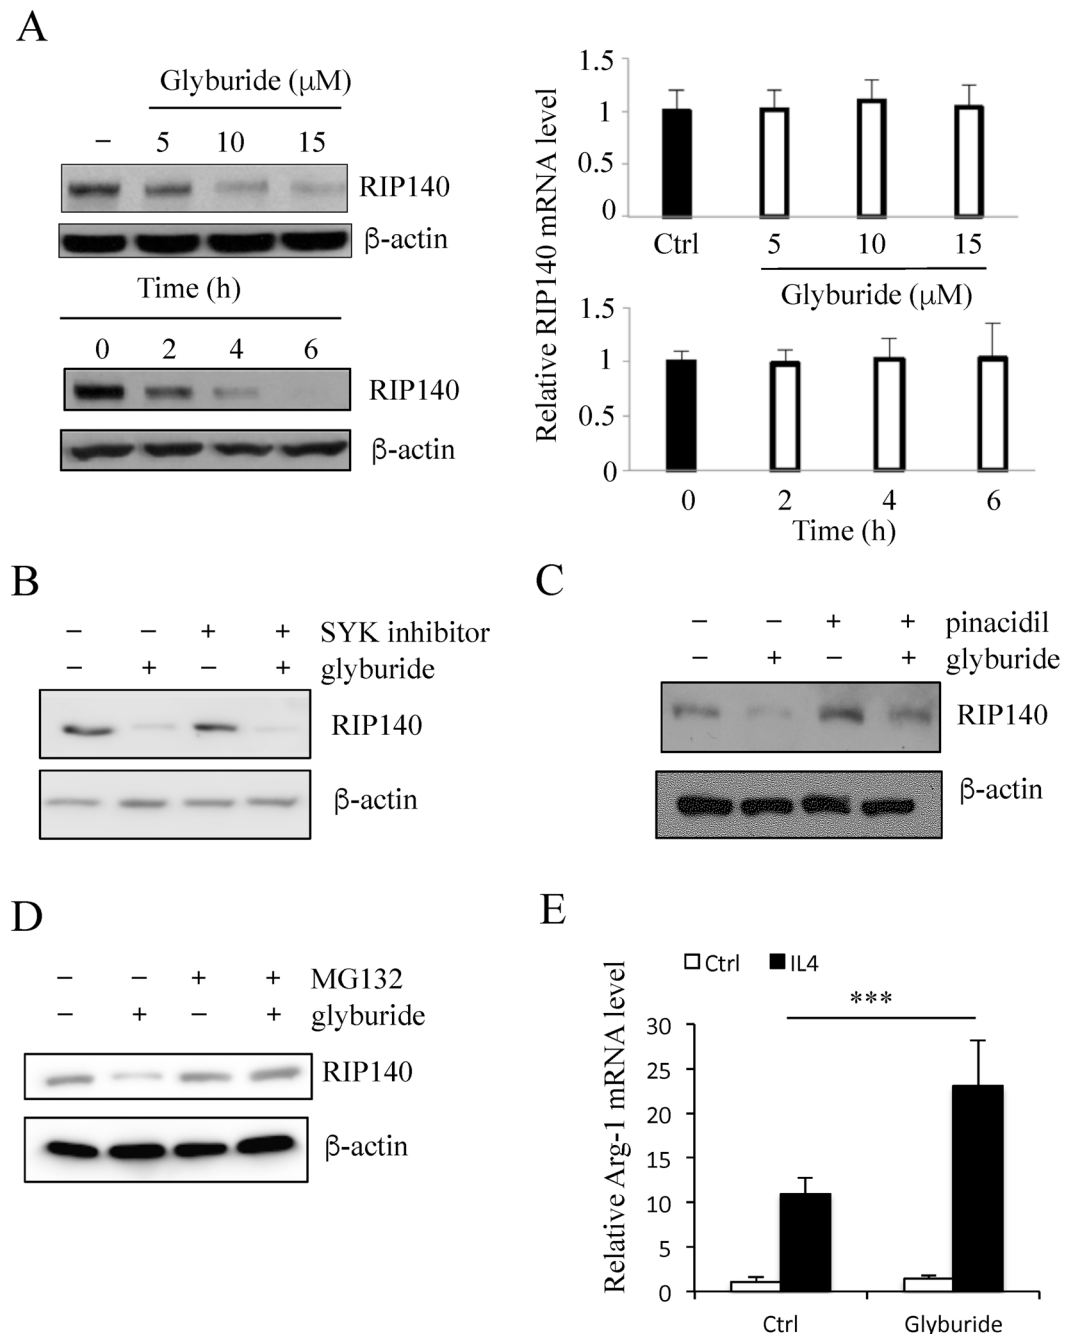 A
Glyburide (μM)
– 5 10 15
RIP140
β-actin
Time (h)
0 2 4 6
RIP140
β-actin
Relative RIP140 mRNA level
1.5
1
0.5
0
Ctrl 5 10 15
Glyburide (μM)
1.5
1
0.5
0
0 2 4 6
Time (h)
B
– – + + SYK inhibitor
– + – + glyburide
RIP140
β-actin
C
– – + + pinacidil
– + – + glyburide
RIP140
β-actin
D
– – + + MG132
– + – + glyburide
RIP140
β-actin
E
Ctrl IL4
***
Relative Arg-1 mRNA level
30
25
20
15
10
5
0
Ctrl Glyburide